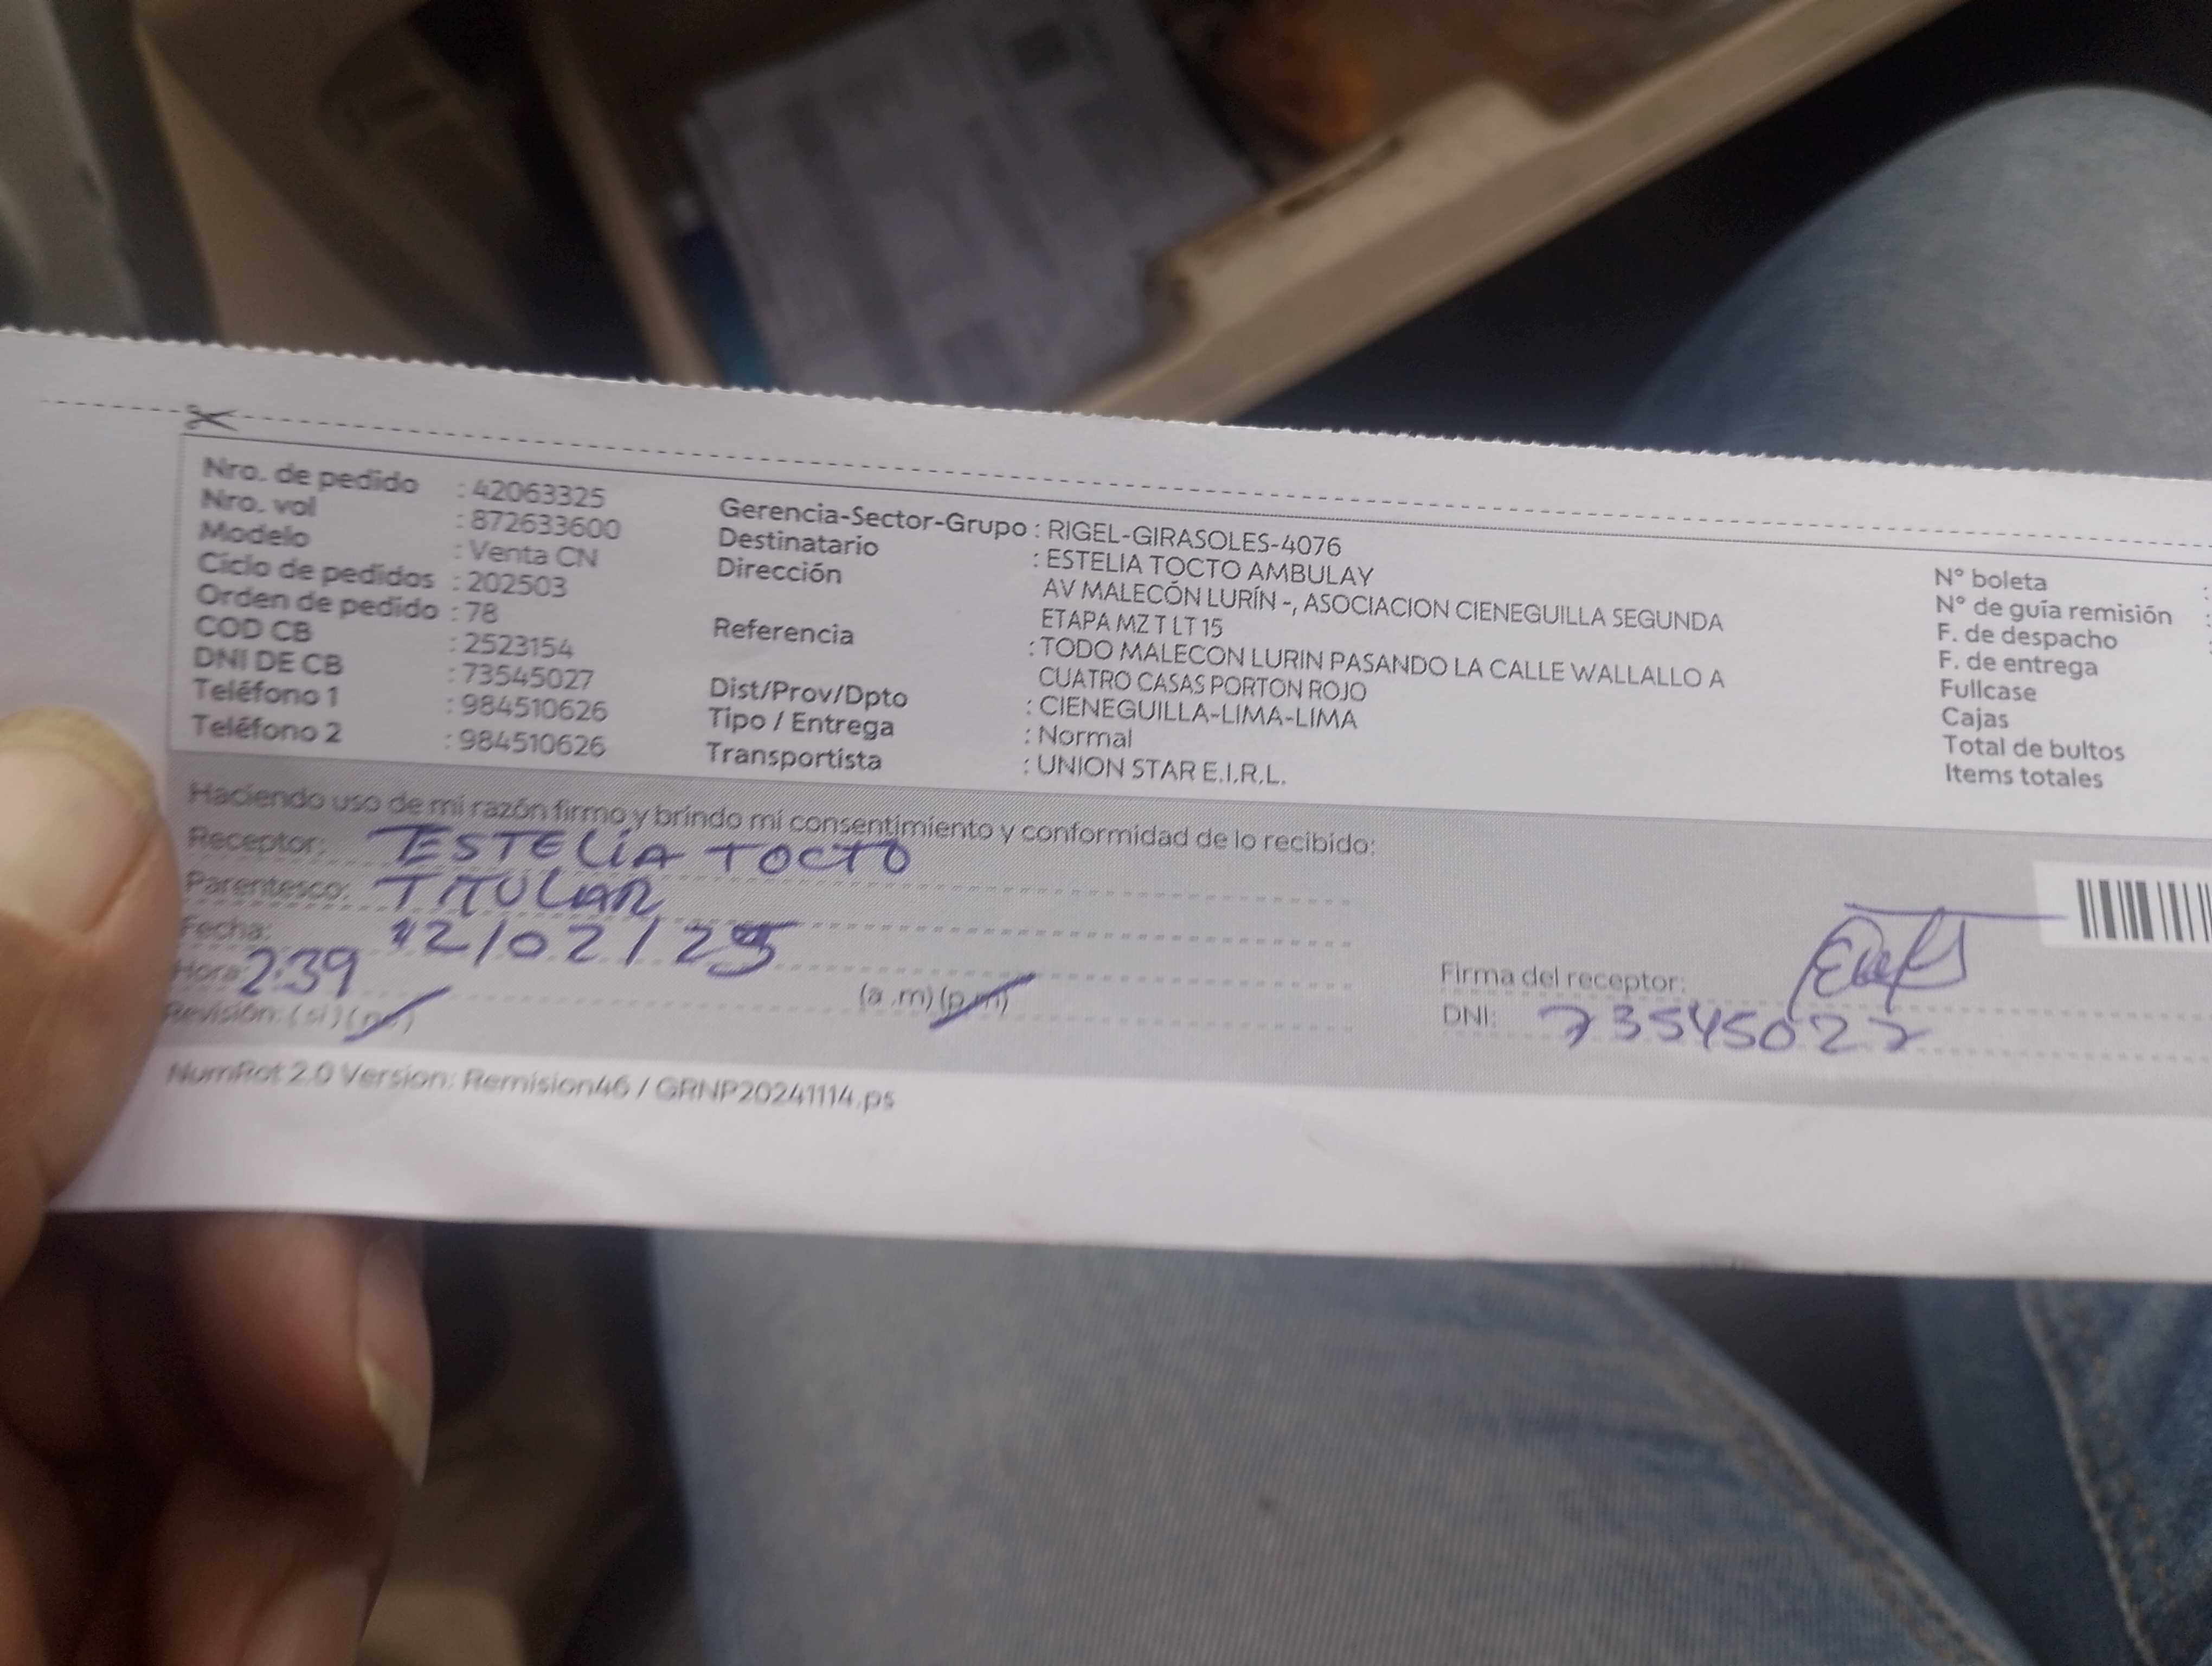 Nro. de pedido : 42063325
Nro. vol : 872633600
Modelo : Venta CN
Ciclo de pedidos : 202503
Orden de pedido : 78
COD CB : 2523154
DNI DE CB : 73545027
Teléfono 1 : 984510626
Teléfono 2 : 984510626
Gerencia-Sector-Grupo : RIGEL-GIRASOLES-4076
Destinatario : ESTELIA TOCTO AMBULAY
Dirección AV MALECÓN LURÍN -, ASOCIACION CIENEGUILLA SEGUNDA
ETAPA MZ T LT 15
Referencia : TODO MALECON LURIN PASANDO LA CALLE WALLALLO A
CUATRO CASAS PORTON ROJO
Dist/Prov/Dpto : CIENEGUILLA-LIMA-LIMA
Tipo / Entrega : Normal
Transportista : UNION STAR E.I.R.L.
N° boleta :
N° de guía remisión :
F. de despacho
F. de entrega
Fullcase
Cajas
Total de bultos
Items totales
Haciendo uso de mi razón firmo y brindo mi consentimiento y conformidad de lo recibido:
Receptor: ESTELIA TOCTO
Parentesco: TITULAR
Fecha: 12/02/25
Hora: 2:39 (a .m) (p.m)
Revisión: ( si ) ( no )
Firma del receptor:
DNI: 73545027
NumRot 2.0 Version: Remision46 / GRNP20241114.ps